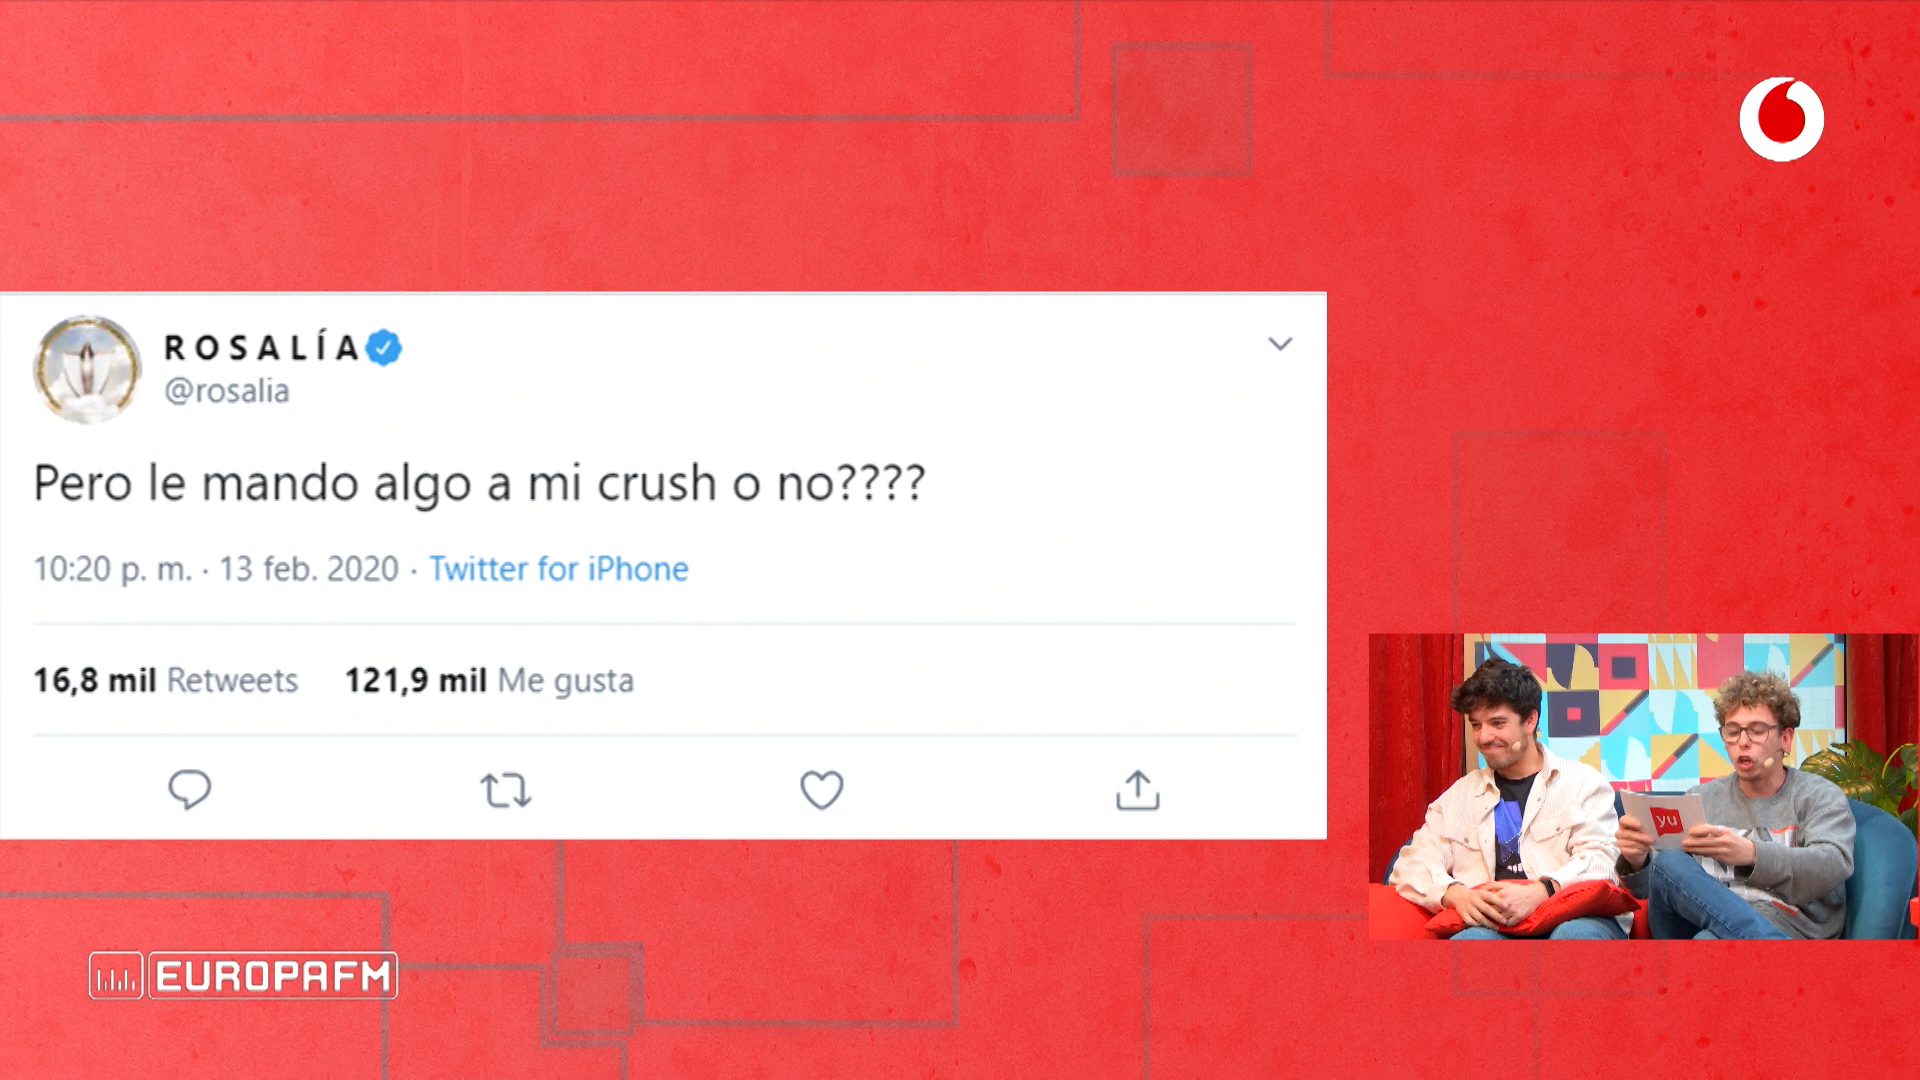 ROSALÍA
@rosalia
Pero le mando algo a mi crush o no????
10:20 p. m. · 13 feb. 2020 · Twitter for iPhone
16,8 mil Retweets 121,9 mil Me gusta
yu
EUROPAFM